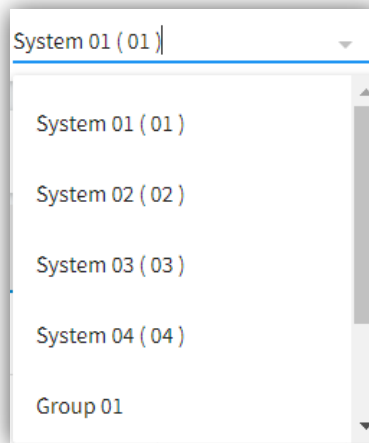 System 01 ( 01 )
System 01 ( 01 )
System 02 ( 02 )
System 03 ( 03 )
System 04 ( 04 )
Group 01